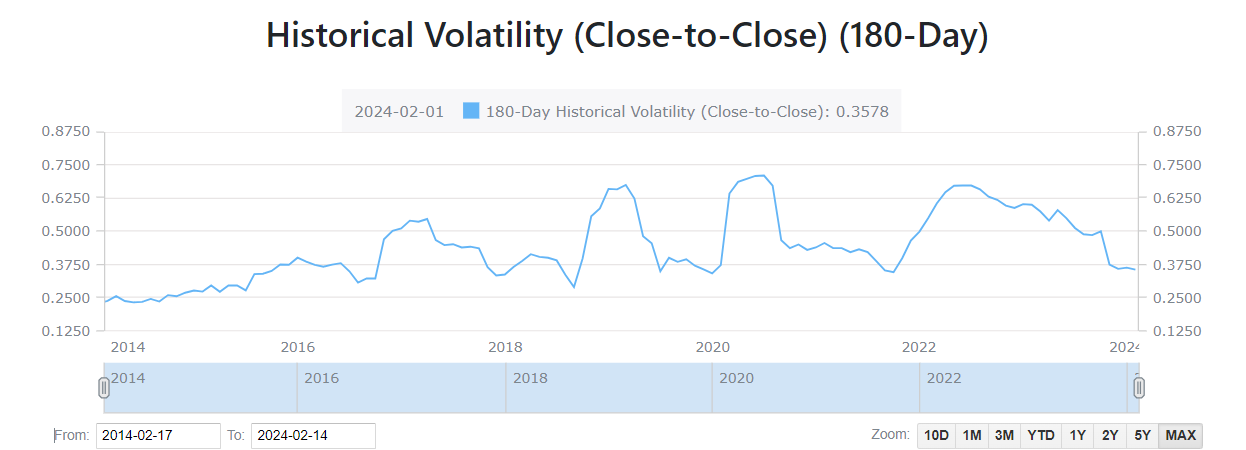 Historical Volatility (Close-to-Close) (180-Day)
2024-02-01 180-Day Historical Volatility (Close-to-Close): 0.3578
0.8750 0.8750
0.7500 0.7500
0.6250 0.6250
0.5000 0.5000
0.3750 0.3750
0.2500 0.2500
0.1250 0.1250
2014 2016 2018 2020 2022 2024
2014 2016 2018 2020 2022
From: 2014-02-17 To: 2024-02-14 Zoom: 10D 1M 3M YTD 1Y 2Y 5Y MAX